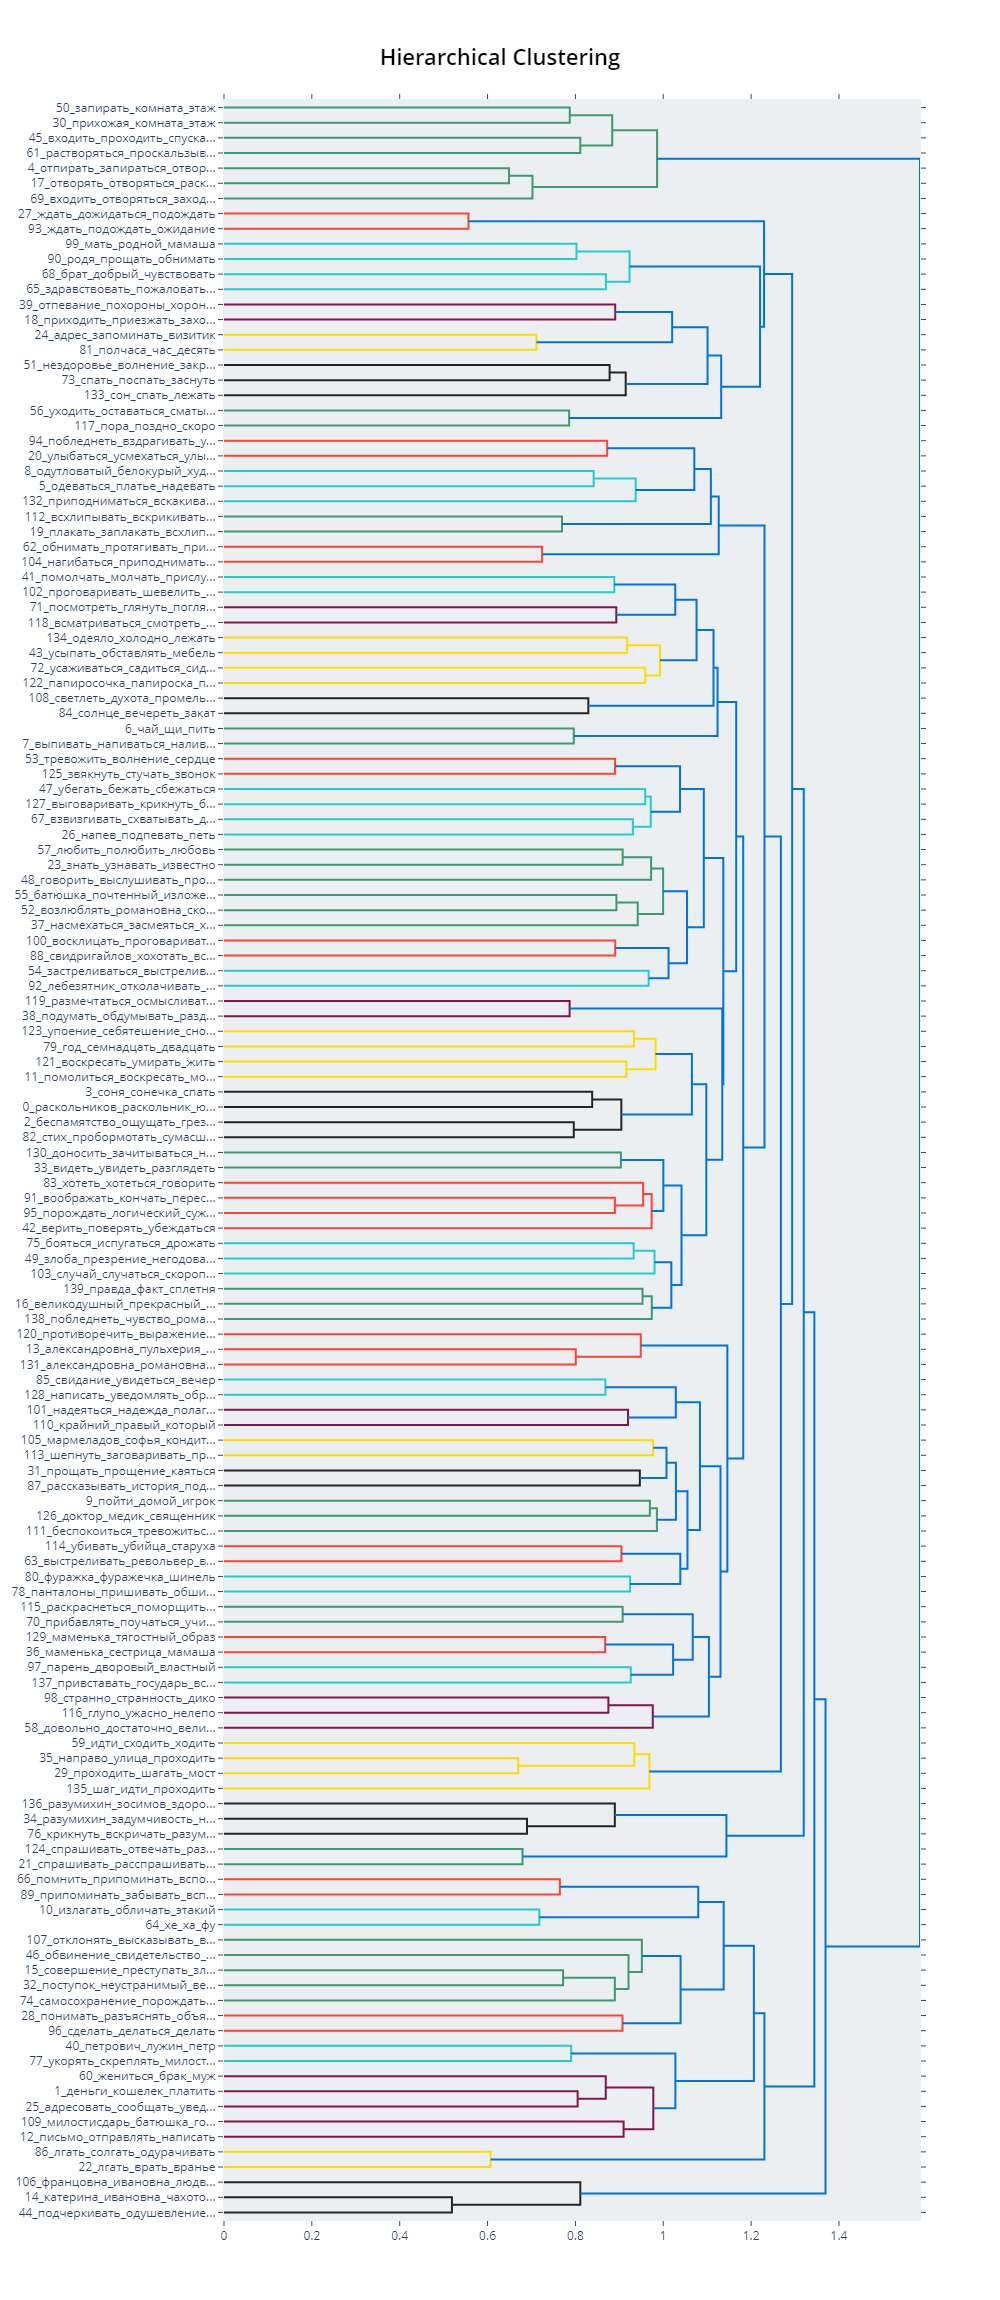 Hierarchical Clustering
50_запирать_комната_этаж
30_прихожая_комната_этаж
45_входить_проходить_спуска...
61_растворяться_проскальзыв...
4_отпирать_запираться_отвор...
17_отворять_отворяться_раск...
69_входить_отворяться_заход...
27_ждать_дожидаться_подождать
93_ждать_подождать_ожидание
99_мать_родной_мамаша
90_родя_прощать_обнимать
68_брат_добрый_чувствовать
65_здравствовать_пожаловать...
39_отпевание_похороны_хорон...
18_приходить_приезжать_захо...
24_адрес_запоминать_визитик
81_полчаса_час_десять
51_нездоровье_волнение_закр...
73_спать_поспать_заснуть
133_сон_спать_лежать
56_уходить_оставаться_сматы...
117_пора_поздно_скоро
94_побледнеть_вздрагивать_у...
20_улыбаться_усмехаться_улы...
8_одутловатый_белокурый_худ...
5_одеваться_платье_надевать
132_приподниматься_вскакива...
112_всхлипывать_вскрикивать...
19_плакать_заплакать_всхлип...
62_обнимать_протягивать_при...
104_нагибаться_приподнимать...
41_помолчать_молчать_прислу...
102_проговаривать_шевелить_...
71_посмотреть_глянуть_погля...
118_всматриваться_смотреть_...
134_одеяло_холодно_лежать
43_усыпать_обставлять_мебель
72_усаживаться_садиться_сид...
122_папиросочка_папироска_п...
108_светлеть_духота_промель...
84_солнце_вечереть_закат
6_чай_щи_пить
7_выпивать_напиваться_налив...
53_тревожить_волнение_сердце
125_звякнуть_стучать_звонок
47_убегать_бежать_сбежаться
127_выговаривать_крикнуть_б...
67_взвизгивать_схватывать_д...
26_напев_подпевать_петь
57_любить_полюбить_любовь
23_знать_узнавать_известно
48_говорить_выслушивать_про...
55_батюшка_почтенный_изложе...
52_возлюблять_романовна_ско...
37_насмехаться_засмеяться_х...
100_восклицать_проговариват...
88_свидригайлов_хохотать_вс...
54_застреливаться_выстрелив...
92_лебезятник_отколачивать_...
119_размечтаться_осмысливат...
38_подумать_обдумывать_разд...
123_упоение_себятешение_сно...
79_год_семнадцать_двадцать
121_воскресать_умирать_жить
11_помолиться_воскресать_мо...
3_соня_сонечка_спать
0_раскольников_раскольник_ю...
2_беспамятство_ощущать_грез...
82_стих_пробормотать_сумасш...
130_доносить_зачитываться_н...
33_видеть_увидеть_разглядеть
83_хотеть_хотеться_говорить
91_воображать_кончать_перес...
95_порождать_логический_суж...
42_верить_поверять_убеждаться
75_бояться_испугаться_дрожать
49_злоба_презрение_негодова...
103_случай_случаться_скороп...
139_правда_факт_сплетня
16_великодушный_прекрасный_...
138_побледнеть_чувство_рома...
120_противоречить_выражение...
13_александровна_пульхерия_...
131_александровна_романовна...
85_свидание_увидеться_вечер
128_написать_уведомлять_обр...
101_надеяться_надежда_полаг...
110_крайний_правый_который
105_мармеладов_софья_кондит...
113_шепнуть_заговаривать_пр...
31_прощать_прощение_каяться
87_рассказывать_история_под...
9_пойти_домой_игрок
126_доктор_медик_священник
111_беспокоиться_тревожитьс...
114_убивать_убийца_старуха
63_выстреливать_револьвер_в...
80_фуражка_фуражечка_шинель
78_панталоны_пришивать_обши...
115_раскраснеться_поморщить...
70_прибавлять_поучаться_учи...
129_маменька_тягостный_образ
36_маменька_сестрица_мамаша
97_парень_дворовый_властный
137_привставать_государь_вс...
98_странно_странность_дико
116_глупо_ужасно_нелепо
58_довольно_достаточно_вели...
59_идти_сходить_ходить
35_направо_улица_проходить
29_проходить_шагать_мост
135_шаг_идти_проходить
136_разумихин_зосимов_здоро...
34_разумихин_задумчивость_н...
76_крикнуть_вскричать_разум...
124_спрашивать_отвечать_раз...
21_спрашивать_расспрашивать...
66_помнить_припоминать_вспо...
89_припоминать_забывать_всп...
10_излагать_обличать_этакий
64_хе_ха_фу
107_отклонять_высказывать_в...
46_обвинение_свидетельство_...
15_совершение_преступать_зл...
32_поступок_неустранимый_ве...
74_самосохранение_порождать...
28_понимать_разъяснять_объя...
96_сделать_делаться_делать
40_петрович_лужин_петр
77_укорять_скреплять_милост...
60_жениться_брак_муж
1_деньги_кошелек_платить
25_адресовать_сообщать_увед...
109_милостисдарь_батюшка_го...
12_письмо_отправлять_написать
86_лгать_солгать_одурачивать
22_лгать_врать_вранье
106_францовна_ивановна_людв...
14_катерина_ивановна_чахото...
44_подчеркивать_одушевление...
0 0.2 0.4 0.6 0.8 1 1.2 1.4